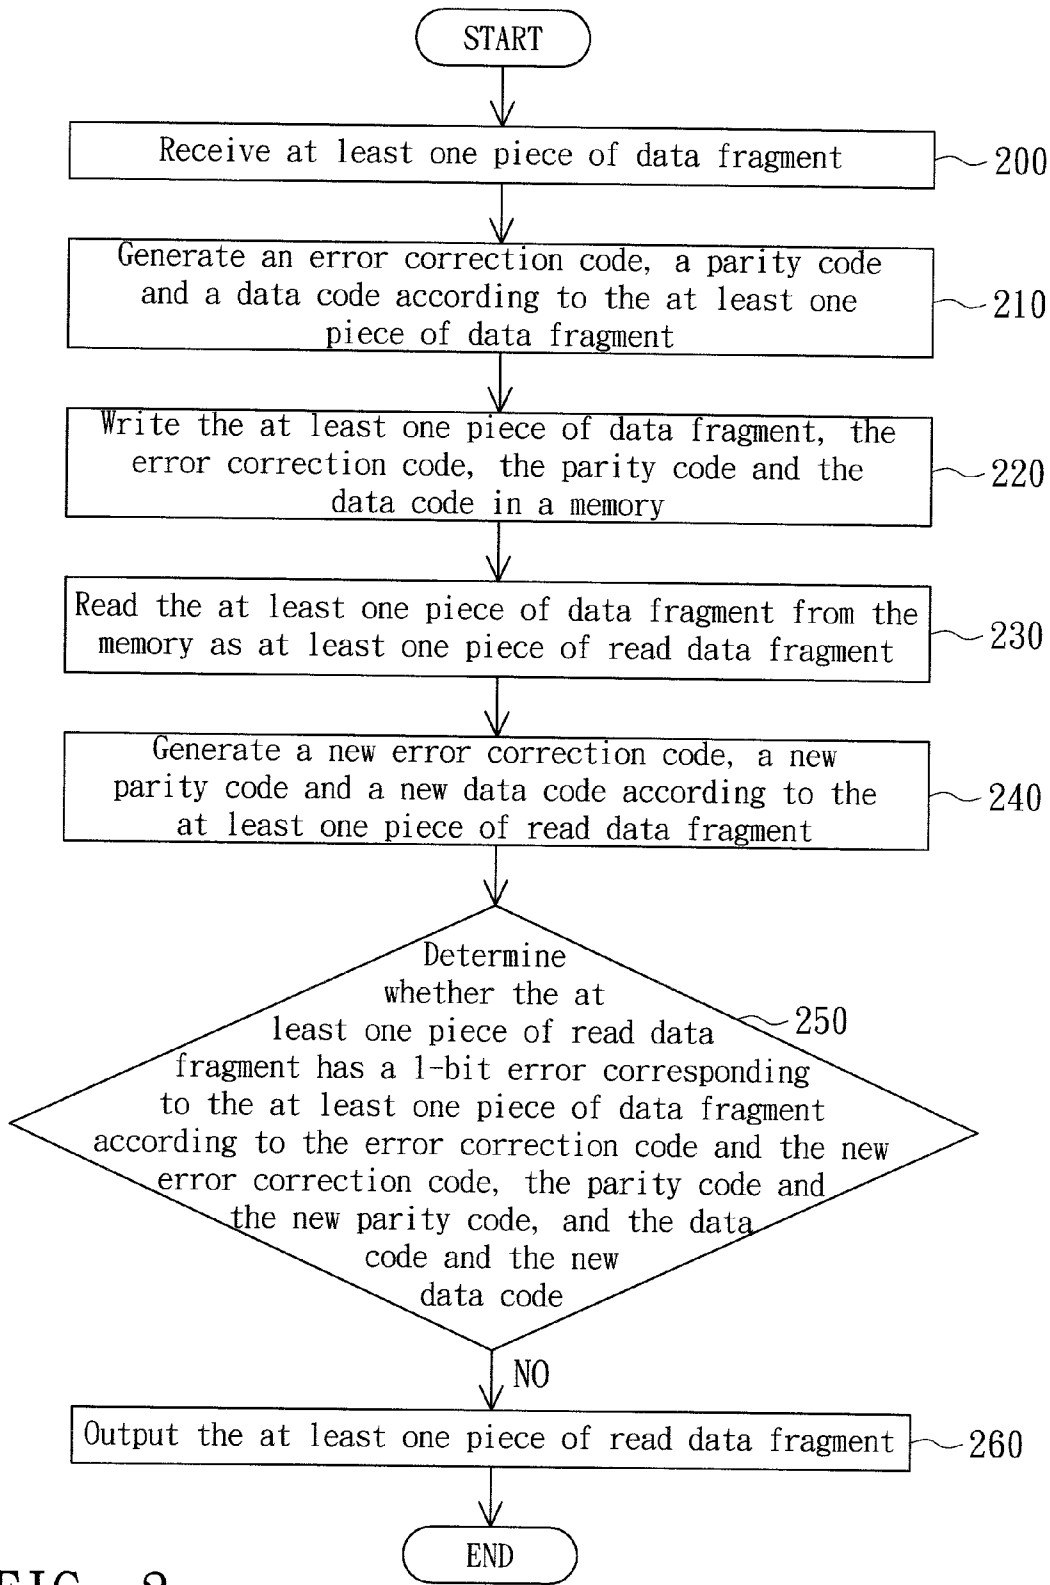 START
Receive at least one piece of data fragment
200
Generate an error correction code, a parity code
and a data code according to the at least one
piece of data fragment
210
Write the at least one piece of data fragment, the
error correction code, the parity code and the
data code in a memory
220
Read the at least one piece of data fragment from the
memory as at least one piece of read data fragment
230
Generate a new error correction code, a new
parity code and a new data code according to the
at least one piece of read data fragment
240
Determine
whether the at
least one piece of read data
fragment has a 1-bit error corresponding
to the at least one piece of data fragment
according to the error correction code and the new
error correction code, the parity code and
the new parity code, and the data
code and the new
data code
250
NO
Output the at least one piece of read data fragment
260
END